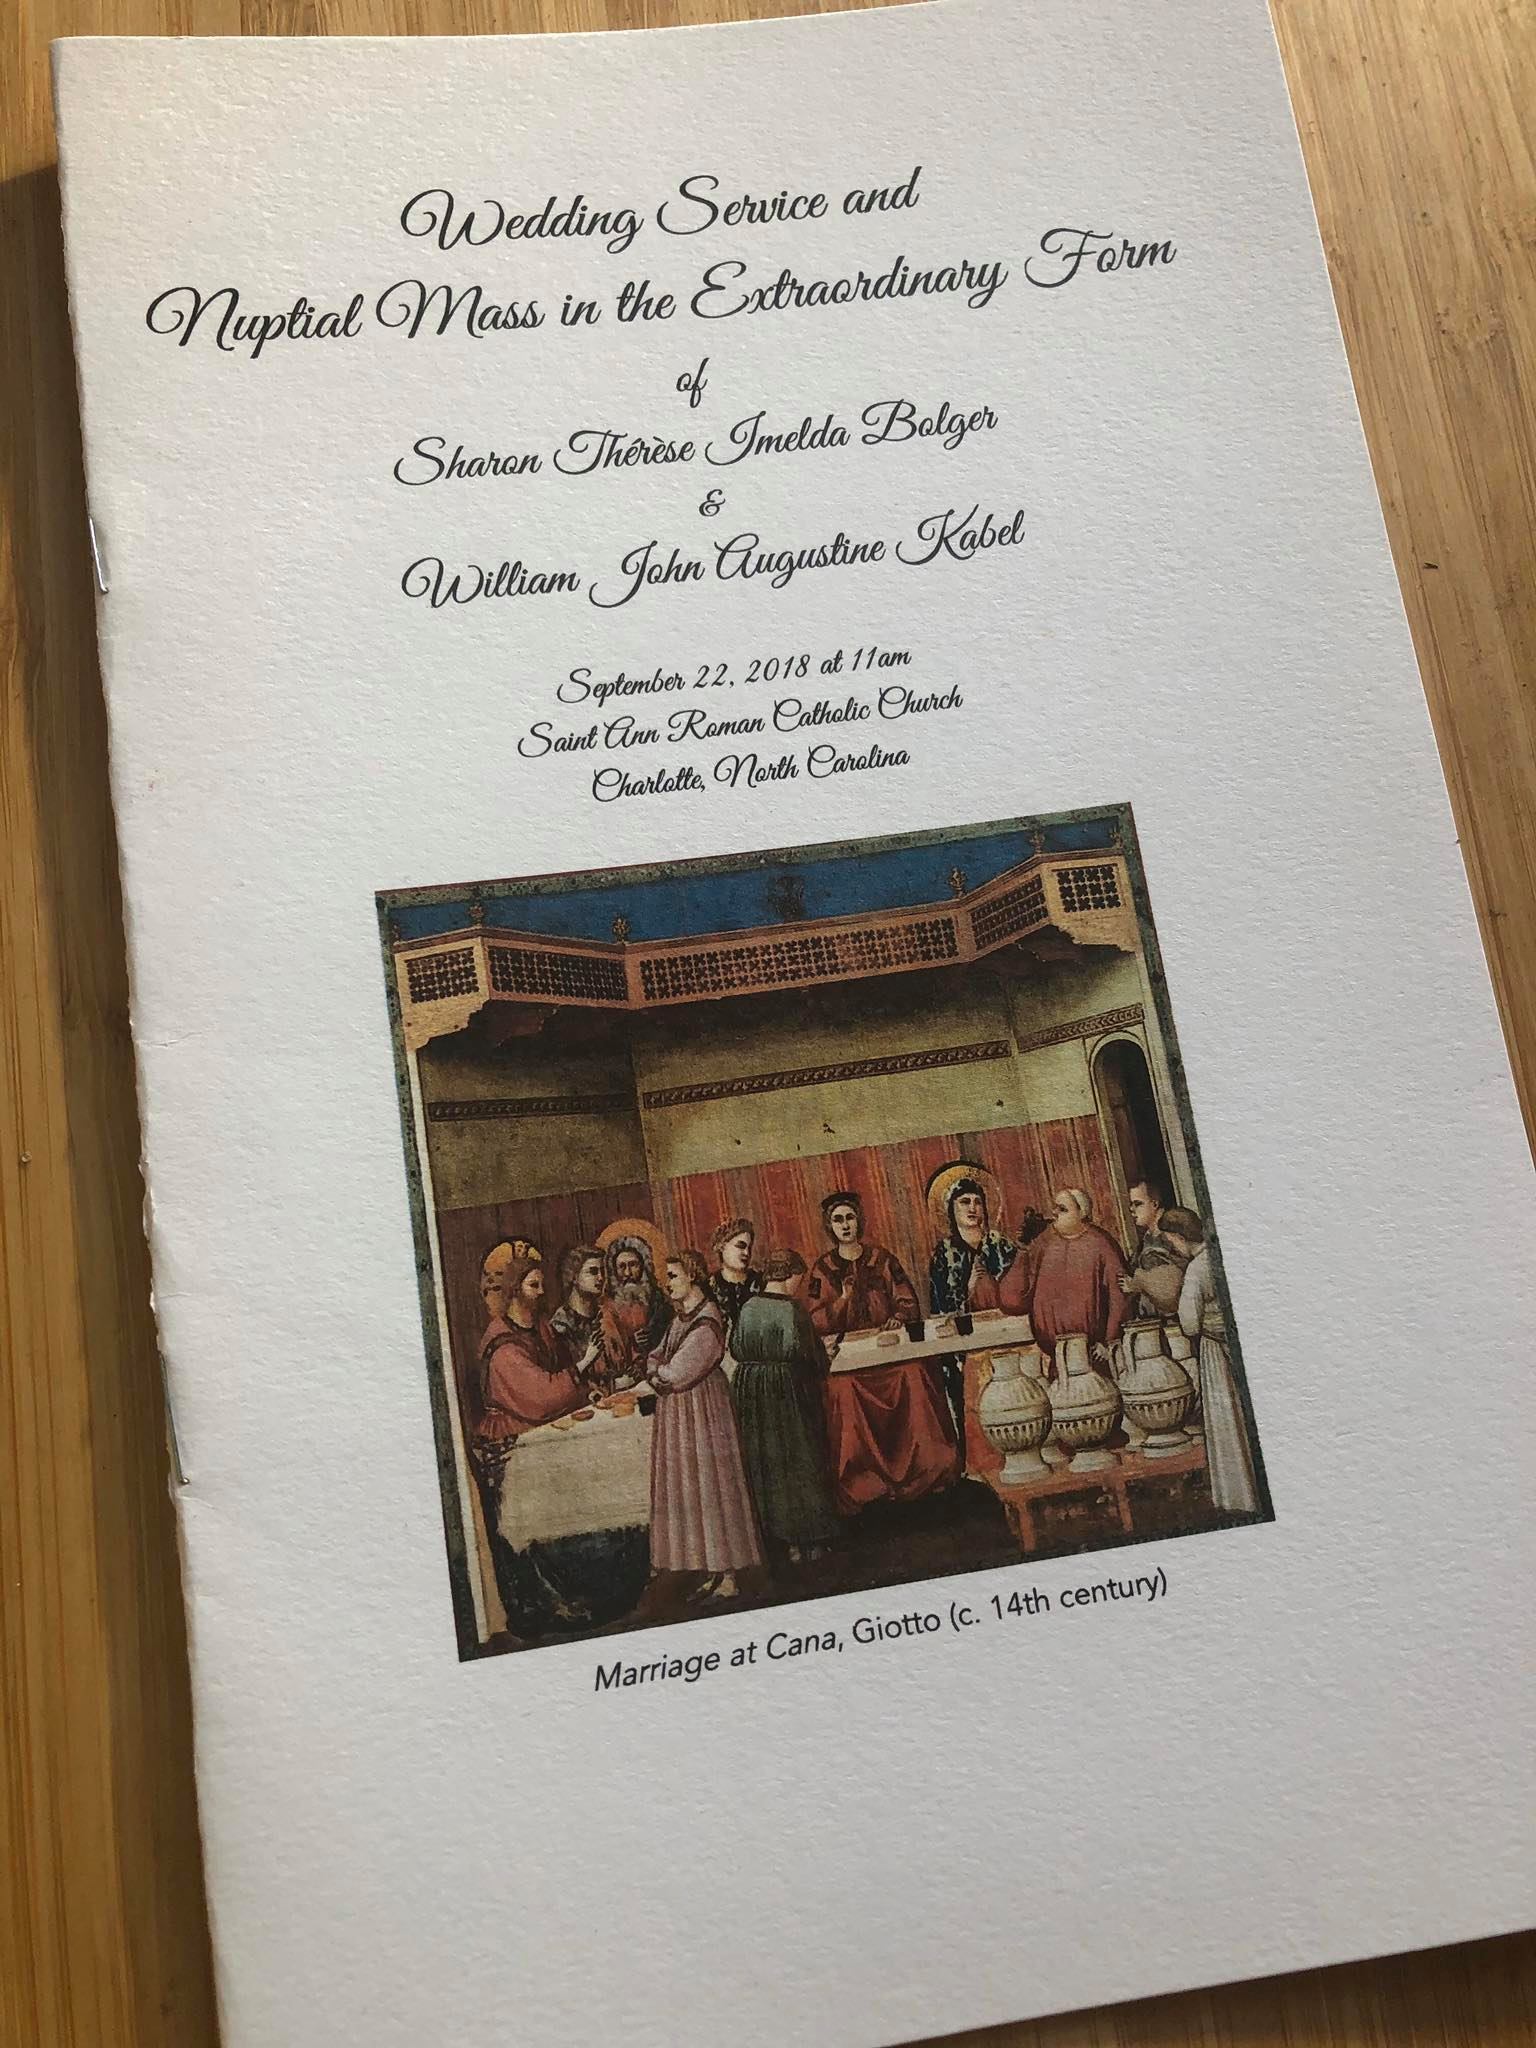 Wedding Service and
Nuptial Mass in the Extraordinary Form
of
Sharon Thérèse Imelda Bolger
&
William John Augustine Kabel
September 22, 2018 at 11am
Saint Ann Roman Catholic Church
Charlotte, North Carolina
Marriage at Cana, Giotto (c. 14th century)